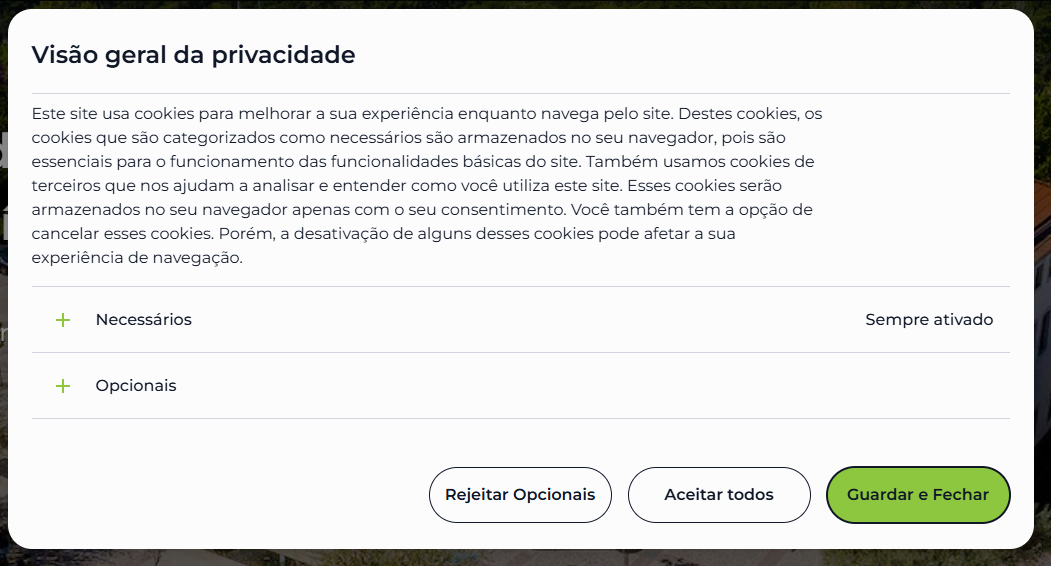 Visão geral da privacidade
Este site usa cookies para melhorar a sua experiência enquanto navega pelo site. Destes cookies, os
cookies que são categorizados como necessários são armazenados no seu navegador, pois são
essenciais para o funcionamento das funcionalidades básicas do site. Também usamos cookies de
terceiros que nos ajudam a analisar e entender como você utiliza este site. Esses cookies serão
armazenados no seu navegador apenas com o seu consentimento. Você também tem a opção de
cancelar esses cookies. Porém, a desativação de alguns desses cookies pode afetar a sua
experiência de navegação.
Necessários Sempre ativado
Opcionais
Rejeitar Opcionais Aceitar todos Guardar e Fechar